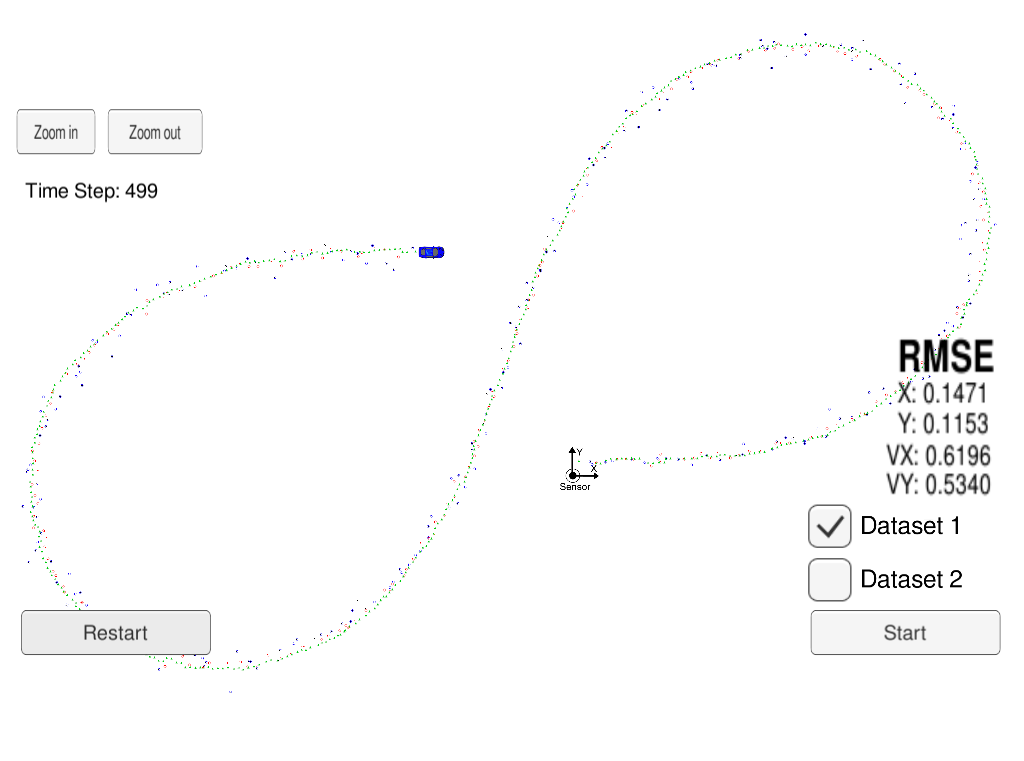 Zoom in
Zoom out
Time Step: 499
RMSE
X: 0.1471
Y: 0.1153
VX: 0.6196
VY: 0.5340
Y
X
Sensor
Dataset 1
Dataset 2
Restart
Start